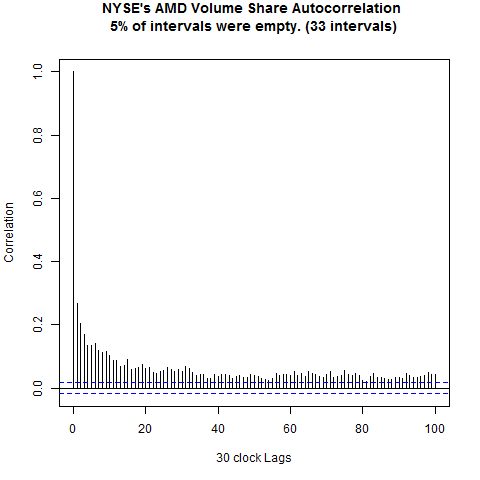 NYSE's AMD Volume Share Autocorrelation
5% of intervals were empty. (33 intervals)
Correlation
1.0
0.8
0.6
0.4
0.2
0.0
0 20 40 60 80 100
30 clock Lags